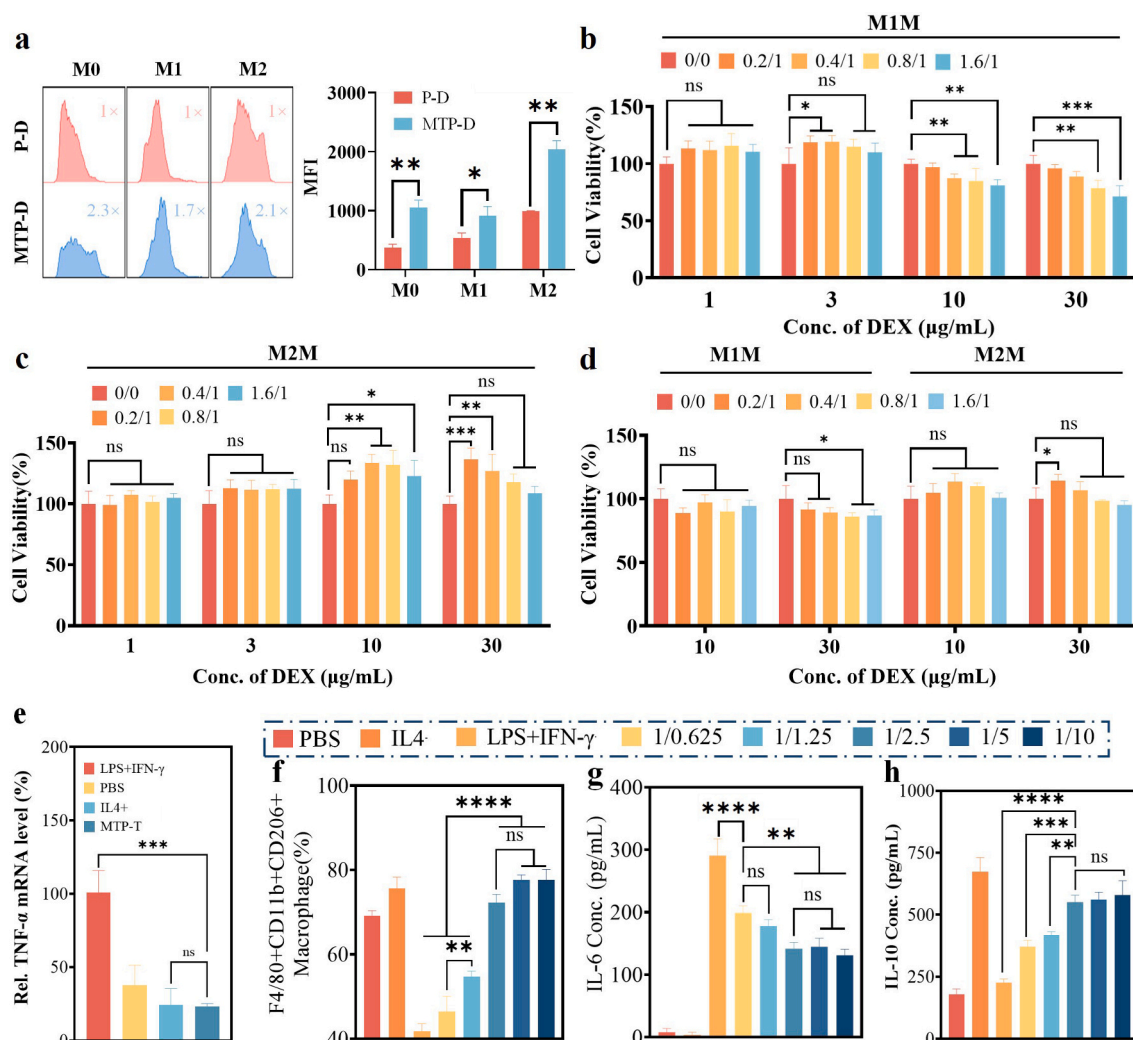 a
M0 M1 M2
P-D
1× 1× 1×
MTP-D
2.3× 1.7× 2.1×
MFI
3000
2000
1000
0
P-D
MTP-D
** * **
M0 M1 M2
b
M1M
0/0 0.2/1 0.4/1 0.8/1 1.6/1
Cell Viability(%)
150
100
50
0
ns * ns ** ** *** **
1 3 10 30
Conc. of DEX (μg/mL)
c
M2M
0/0 0.4/1 1.6/1
0.2/1 0.8/1
Cell Viability(%)
150
100
50
0
ns ns ns ** * *** ** ns
1 3 10 30
Conc. of DEX (μg/mL)
d
M1M M2M
0/0 0.2/1 0.4/1 0.8/1 1.6/1
Cell Viability(%)
150
100
50
0
ns ns * ns * ns
10 30 10 30
Conc. of DEX (μg/mL)
PBS IL4 LPS+IFN-γ 1/0.625 1/1.25 1/2.5 1/5 1/10
e
Rel. TNF-α mRNA level (%)
200
150
100
50
0
LPS+IFN-γ
PBS
IL4+
MTP-T
***
ns
f
F4/80+CD11b+CD206+
Macrophage(%)
100
80
60
40
****
ns
**
g
IL-6 Conc. (pg/mL)
400
300
200
100
0
****
**
ns
ns
h
IL-10 Conc. (pg/mL)
750
500
250
0
****
***
**
ns